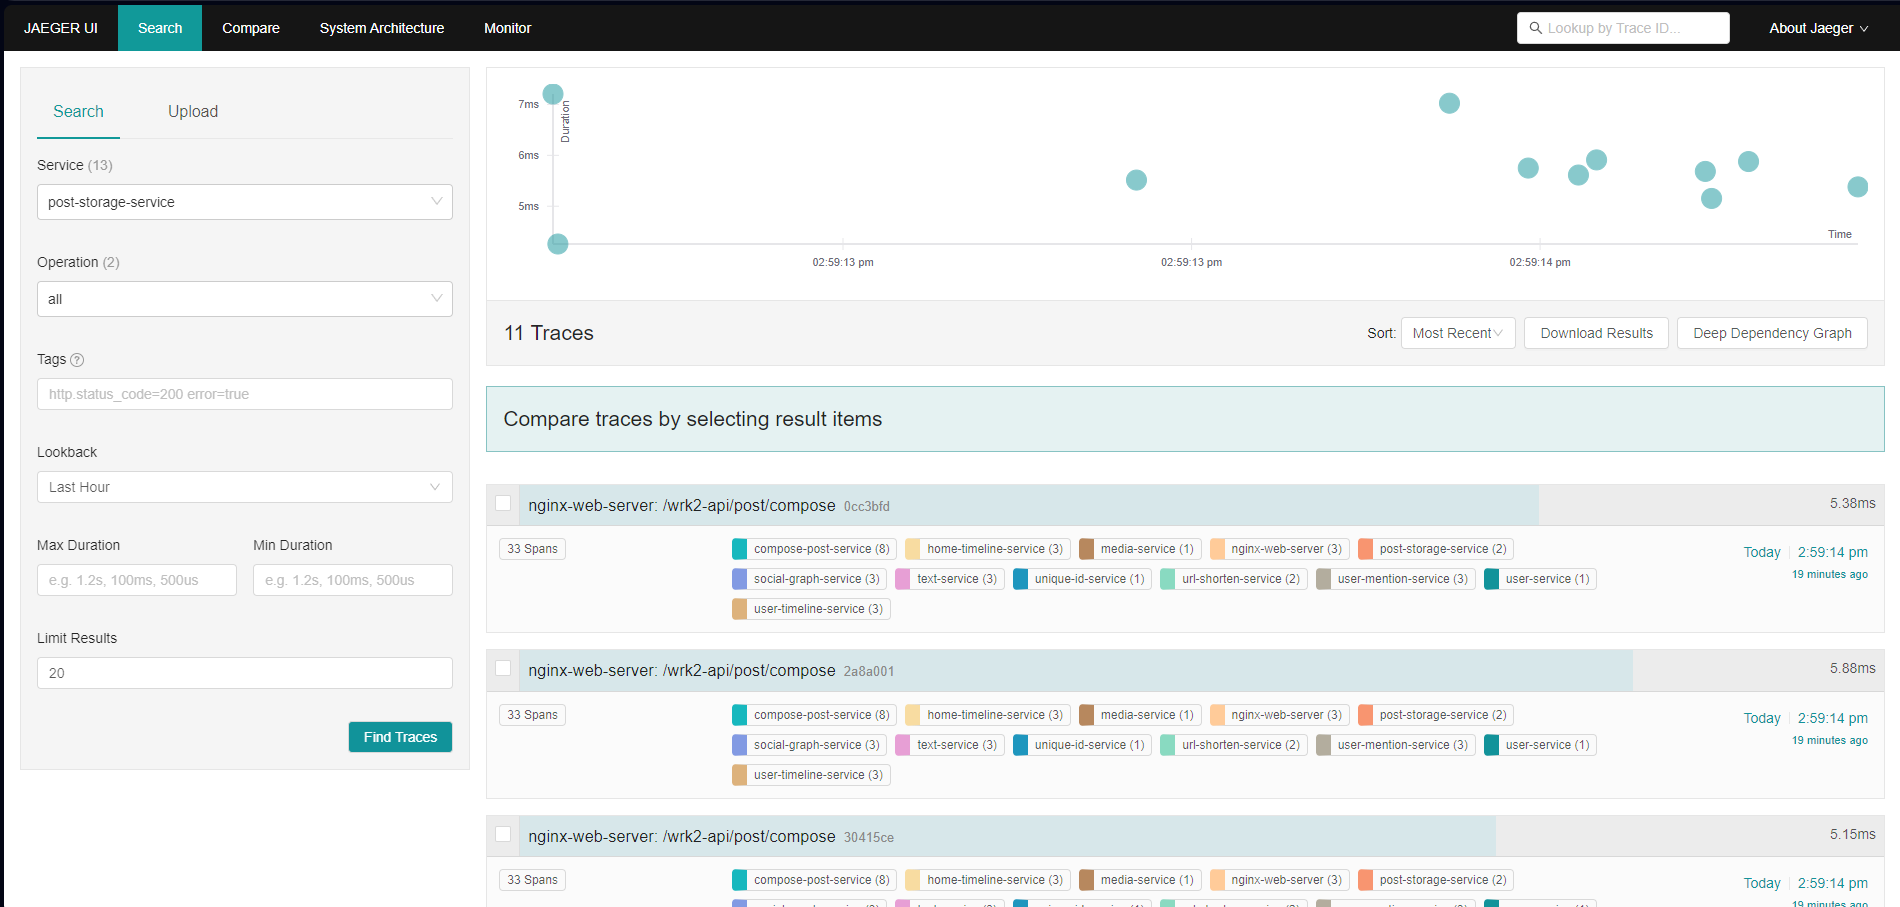 JAEGER UI Search Compare System Architecture Monitor Lookup by Trace ID... About Jaeger
Search Upload
Service (13)
post-storage-service
Operation (2)
all
Tags
http.status_code=200 error=true
Lookback
Last Hour
Max Duration Min Duration
e.g. 1.2s, 100ms, 500us e.g. 1.2s, 100ms, 500us
Limit Results
20
Find Traces
7ms
6ms
5ms
Duration
Time
02:59:13 pm 02:59:13 pm 02:59:14 pm
11 Traces Sort: Most Recent Download Results Deep Dependency Graph
Compare traces by selecting result items
nginx-web-server: /wrk2-api/post/compose 0cc3bfd 5.38ms
33 Spans compose-post-service (8) home-timeline-service (3) media-service (1) nginx-web-server (3) post-storage-service (2) Today 2:59:14 pm
social-graph-service (3) text-service (3) unique-id-service (1) url-shorten-service (2) user-mention-service (3) user-service (1) 19 minutes ago
user-timeline-service (3)
nginx-web-server: /wrk2-api/post/compose 2a8a001 5.88ms
33 Spans compose-post-service (8) home-timeline-service (3) media-service (1) nginx-web-server (3) post-storage-service (2) Today 2:59:14 pm
social-graph-service (3) text-service (3) unique-id-service (1) url-shorten-service (2) user-mention-service (3) user-service (1) 19 minutes ago
user-timeline-service (3)
nginx-web-server: /wrk2-api/post/compose 30415ce 5.15ms
33 Spans compose-post-service (8) home-timeline-service (3) media-service (1) nginx-web-server (3) post-storage-service (2) Today 2:59:14 pm
19 minutes ago